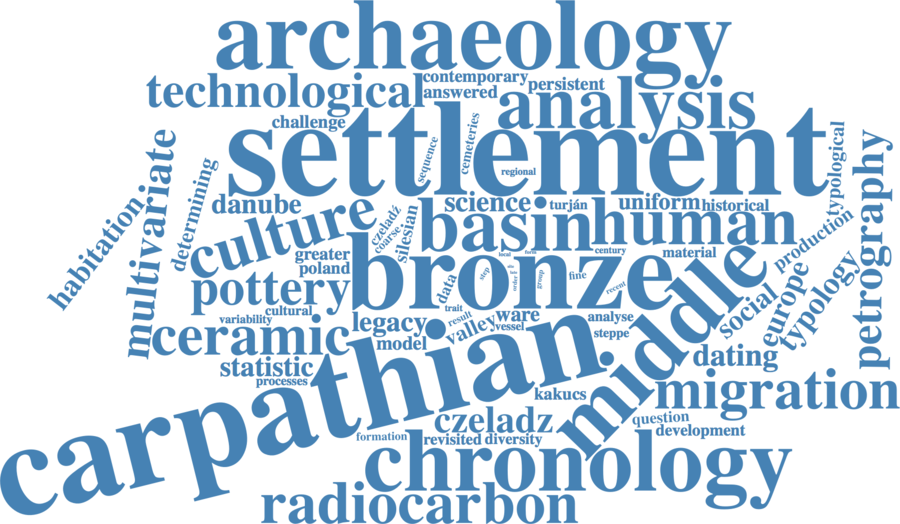 archaeology
contemporary
technological
answered
persistent
analysis
challenge
settlement
sequence
cemeteries
regional
typological
petrography
multivariate
determining
habitation
danube
culture
czeladź
coarse
silesian
science
turján
uniform
historical
basin
human
production
greater
poland
century
material
bronze
local
form
step
order
group
fine
recent
data
pottery
cultural
variability
trait
result
valley
ware
vessel
analyse
steppe
social
europe
typology
middle
ceramic
legacy
model
statistic
processes
carpathian
dating
migration
kakucs
czeladz
question
development
formation
revisited
diversity
chronology
radiocarbon